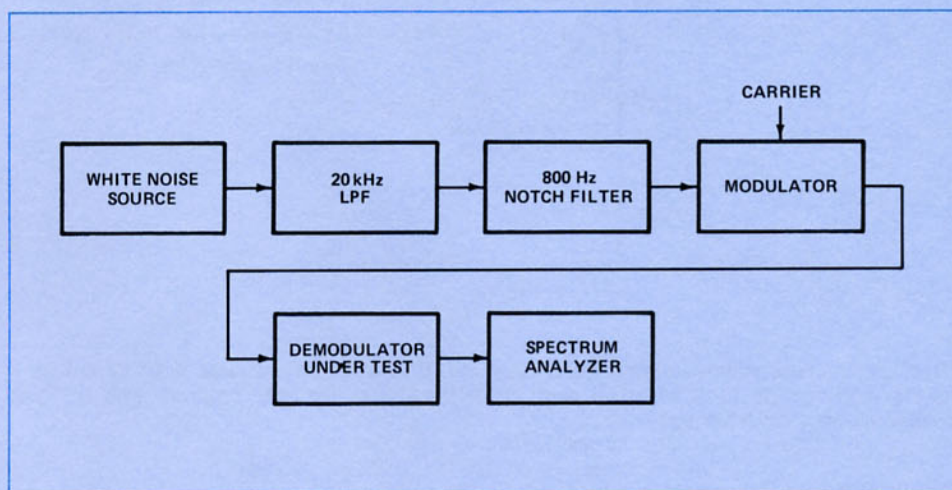 CARRIER
WHITE NOISE
SOURCE
20 kHz
LPF
800 Hz
NOTCH FILTER
MODULATOR
DEMODULATOR
UNDER TEST
SPECTRUM
ANALYZER